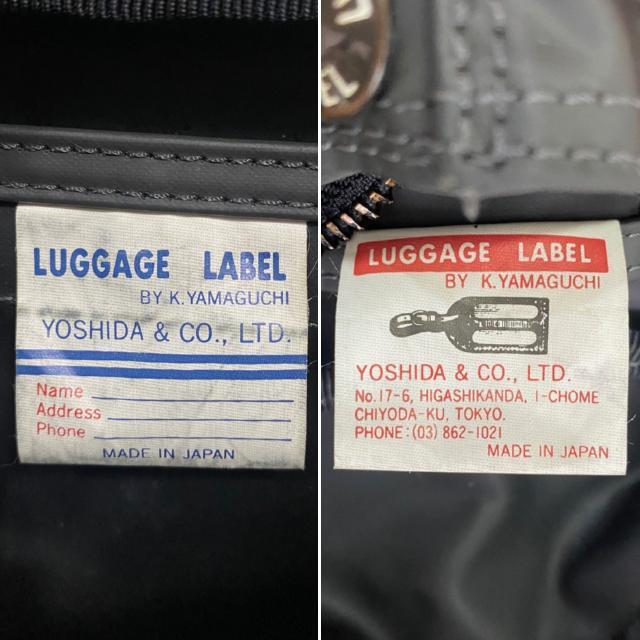 LUGGAGE LABEL
BY K.YAMAGUCHI
YOSHIDA & CO., LTD.
Name
Address
Phone
MADE IN JAPAN
LUGGAGE LABEL
BY K.YAMAGUCHI
YOSHIDA & CO., LTD.
No.17-6, HIGASHIKANDA, 1-CHOME
CHIYODA-KU, TOKYO.
PHONE: (03) 862-1021
MADE IN JAPAN